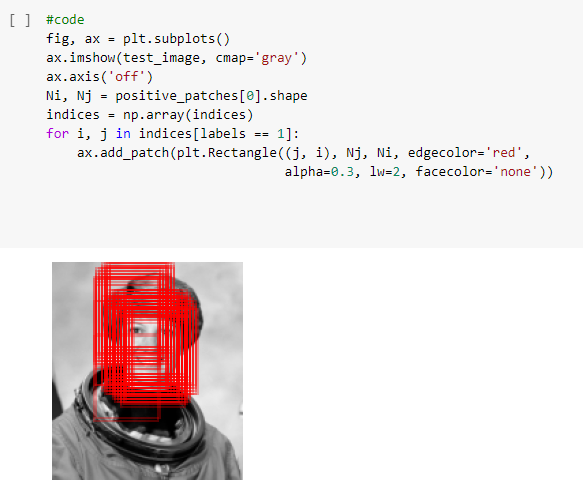 [ ] #code
fig, ax = plt.subplots()
ax.imshow(test_image, cmap='gray')
ax.axis('off')
Ni, Nj = positive_patches[0].shape
indices = np.array(indices)
for i, j in indices[labels == 1]:
    ax.add_patch(plt.Rectangle((j, i), Nj, Ni, edgecolor='red',
                               alpha=0.3, lw=2, facecolor='none'))